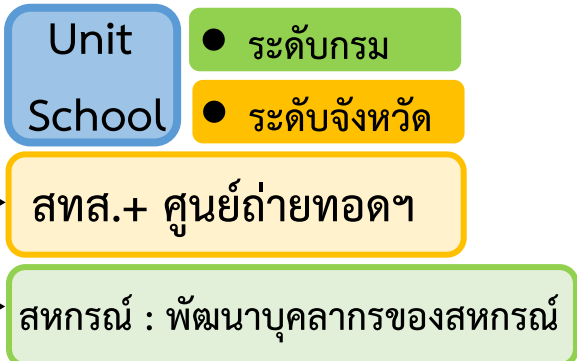 Unit
School
● ระดับกรม
● ระดับจังหวัด
สทส.+ ศูนย์ถ่ายทอดฯ
สหกรณ์ : พัฒนาบุคลากรของสหกรณ์